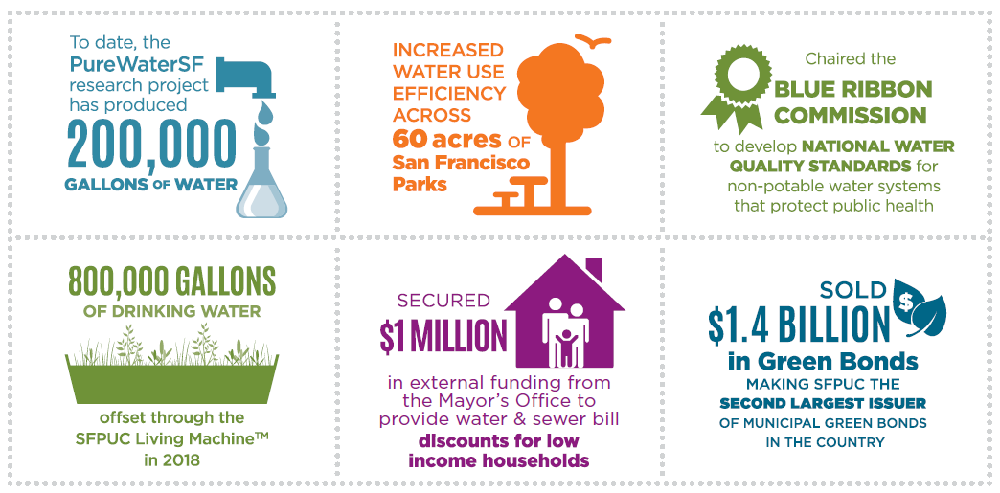 To date, the
PureWaterSF
research project
has produced
200,000
GALLONS OF WATER
INCREASED
WATER USE
EFFICIENCY
ACROSS
60 acres OF
San Francisco
Parks
Chaired the
BLUE RIBBON
COMMISSION
to develop NATIONAL WATER
QUALITY STANDARDS for
non-potable water systems
that protect public health
800,000 GALLONS
OF DRINKING WATER
offset through the
SFPUC Living Machine™
in 2018
SECURED
$1 MILLION
in external funding from
the Mayor’s Office to
provide water & sewer bill
discounts for low
income households
SOLD
$
$1.4 BILLION
in Green Bonds
MAKING SFPUC THE
SECOND LARGEST ISSUER
OF MUNICIPAL GREEN BONDS
IN THE COUNTRY